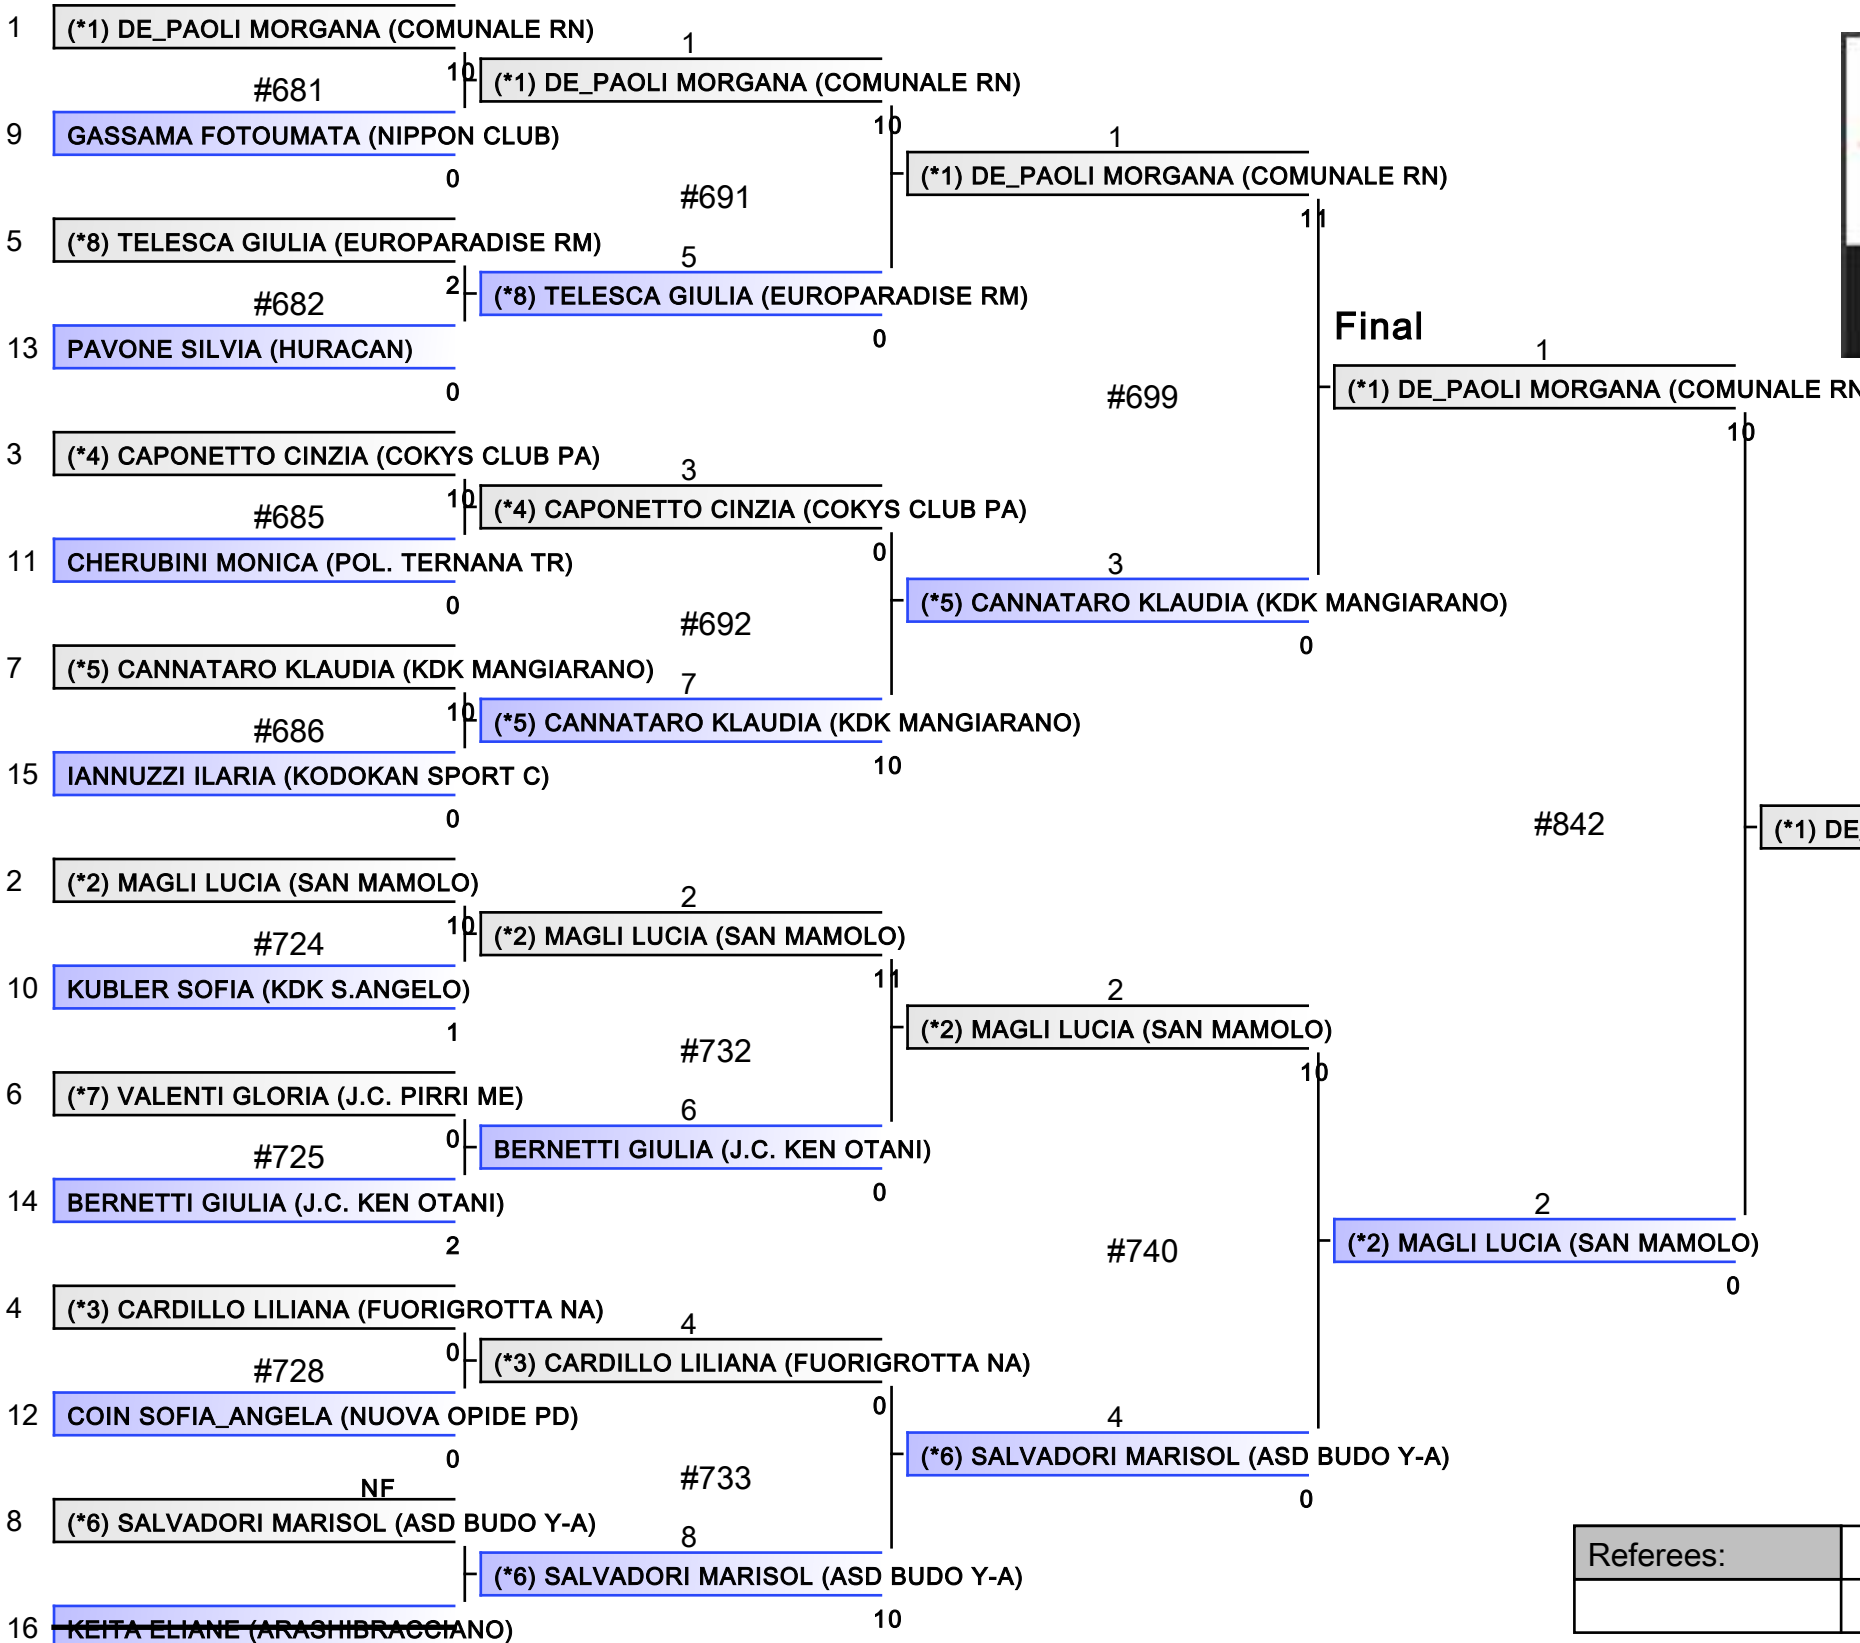 1 (*1) DE_PAOLI MORGANA (COMUNALE RN)
10
#681
9 GASSAMA FOTOUMATA (NIPPON CLUB)
0
5 (*8) TELESCA GIULIA (EUROPARADISE RM)
2
#682
13 PAVONE SILVIA (HURACAN)
0
3 (*4) CAPONETTO CINZIA (COKYS CLUB PA)
10
#685
11 CHERUBINI MONICA (POL. TERNANA TR)
0
7 (*5) CANNATARO KLAUDIA (KDK MANGIARANO)
10
#686
15 IANNUZZI ILARIA (KODOKAN SPORT C)
0
2 (*2) MAGLI LUCIA (SAN MAMOLO)
10
#724
10 KUBLER SOFIA (KDK S.ANGELO)
1
6 (*7) VALENTI GLORIA (J.C. PIRRI ME)
0
#725
14 BERNETTI GIULIA (J.C. KEN OTANI)
2
4 (*3) CARDILLO LILIANA (FUORIGROTTA NA)
0
#728
12 COIN SOFIA_ANGELA (NUOVA OPIDE PD)
0
NF
8 (*6) SALVADORI MARISOL (ASD BUDO Y-A)
16 KEITA ELIANE (ARASHIBRACCIANO)
1
(*1) DE_PAOLI MORGANA (COMUNALE RN)
10
#691
5
(*8) TELESCA GIULIA (EUROPARADISE RM)
0
3
(*4) CAPONETTO CINZIA (COKYS CLUB PA)
0
#692
7
(*5) CANNATARO KLAUDIA (KDK MANGIARANO)
10
2
(*2) MAGLI LUCIA (SAN MAMOLO)
11
#732
6
BERNETTI GIULIA (J.C. KEN OTANI)
0
4
(*3) CARDILLO LILIANA (FUORIGROTTA NA)
0
#733
8
(*6) SALVADORI MARISOL (ASD BUDO Y-A)
10
1
(*1) DE_PAOLI MORGANA (COMUNALE RN)
11
#699
3
(*5) CANNATARO KLAUDIA (KDK MANGIARANO)
0
2
(*2) MAGLI LUCIA (SAN MAMOLO)
10
#740
4
(*6) SALVADORI MARISOL (ASD BUDO Y-A)
0
Final
1
(*1) DE_PAOLI MORGANA (COMUNALE RN
10
#842
2
(*2) MAGLI LUCIA (SAN MAMOLO)
0
(*1) DE
Referees: